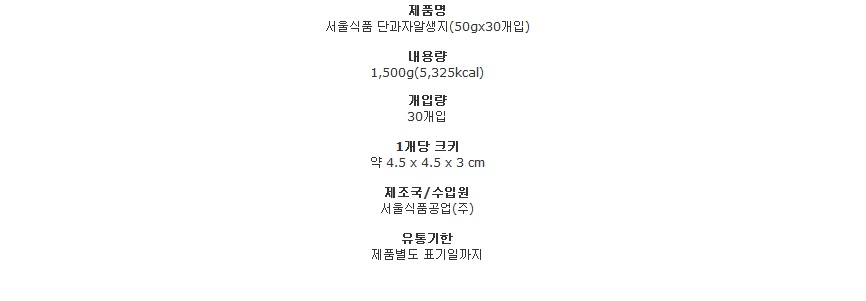 제품명
서울식품 단과자알생지(50gx30개입)
내용량
1,500g(5,325kcal)
개입량
30개입
1개당 크키
약 4.5 x 4.5 x 3 cm
제조국/수입원
서울식품공업(주)
유통기한
제품별도 표기일까지